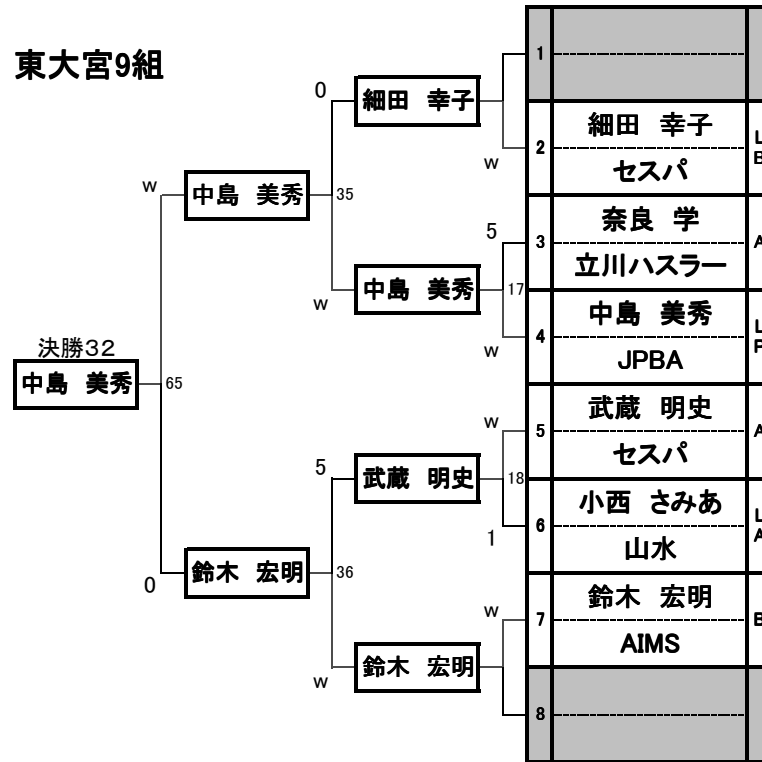 東大宮9組
0
細田　幸子
w
w
中島　美秀
35
5
中島　美秀
17
w
w
決勝32
中島　美秀
65
w
5
武蔵　明史
18
1
鈴木　宏明
36
0
w
鈴木　宏明
w
1
2
細田　幸子
セスパ
L
B
3
奈良　学
立川ハスラー
A
4
中島　美秀
JPBA
L
P
5
武蔵　明史
セスパ
A
6
小西　さみあ
山水
L
A
7
鈴木　宏明
AIMS
B
8